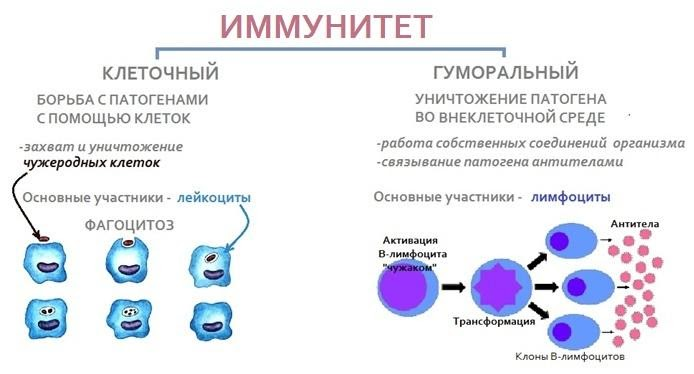 ИММУНИТЕТ
КЛЕТОЧНЫЙ
БОРЬБА С ПАТОГЕНАМИ
С ПОМОЩЬЮ КЛЕТОК
-захват и уничтожение
чужеродных клеток
Основные участники - лейкоциты
ФАГОЦИТОЗ
ГУМОРАЛЬНЫЙ
УНИЧТОЖЕНИЕ ПАТОГЕНА
ВО ВНЕКЛЕТОЧНОЙ СРЕДЕ
-работа собственных соединений организма
-связывание патогена антителами
Основные участники - лимфоциты
Активация
В-лимфоцита
"чужаком"
Трансформация
Антитела
Клоны В-лимфоцитов